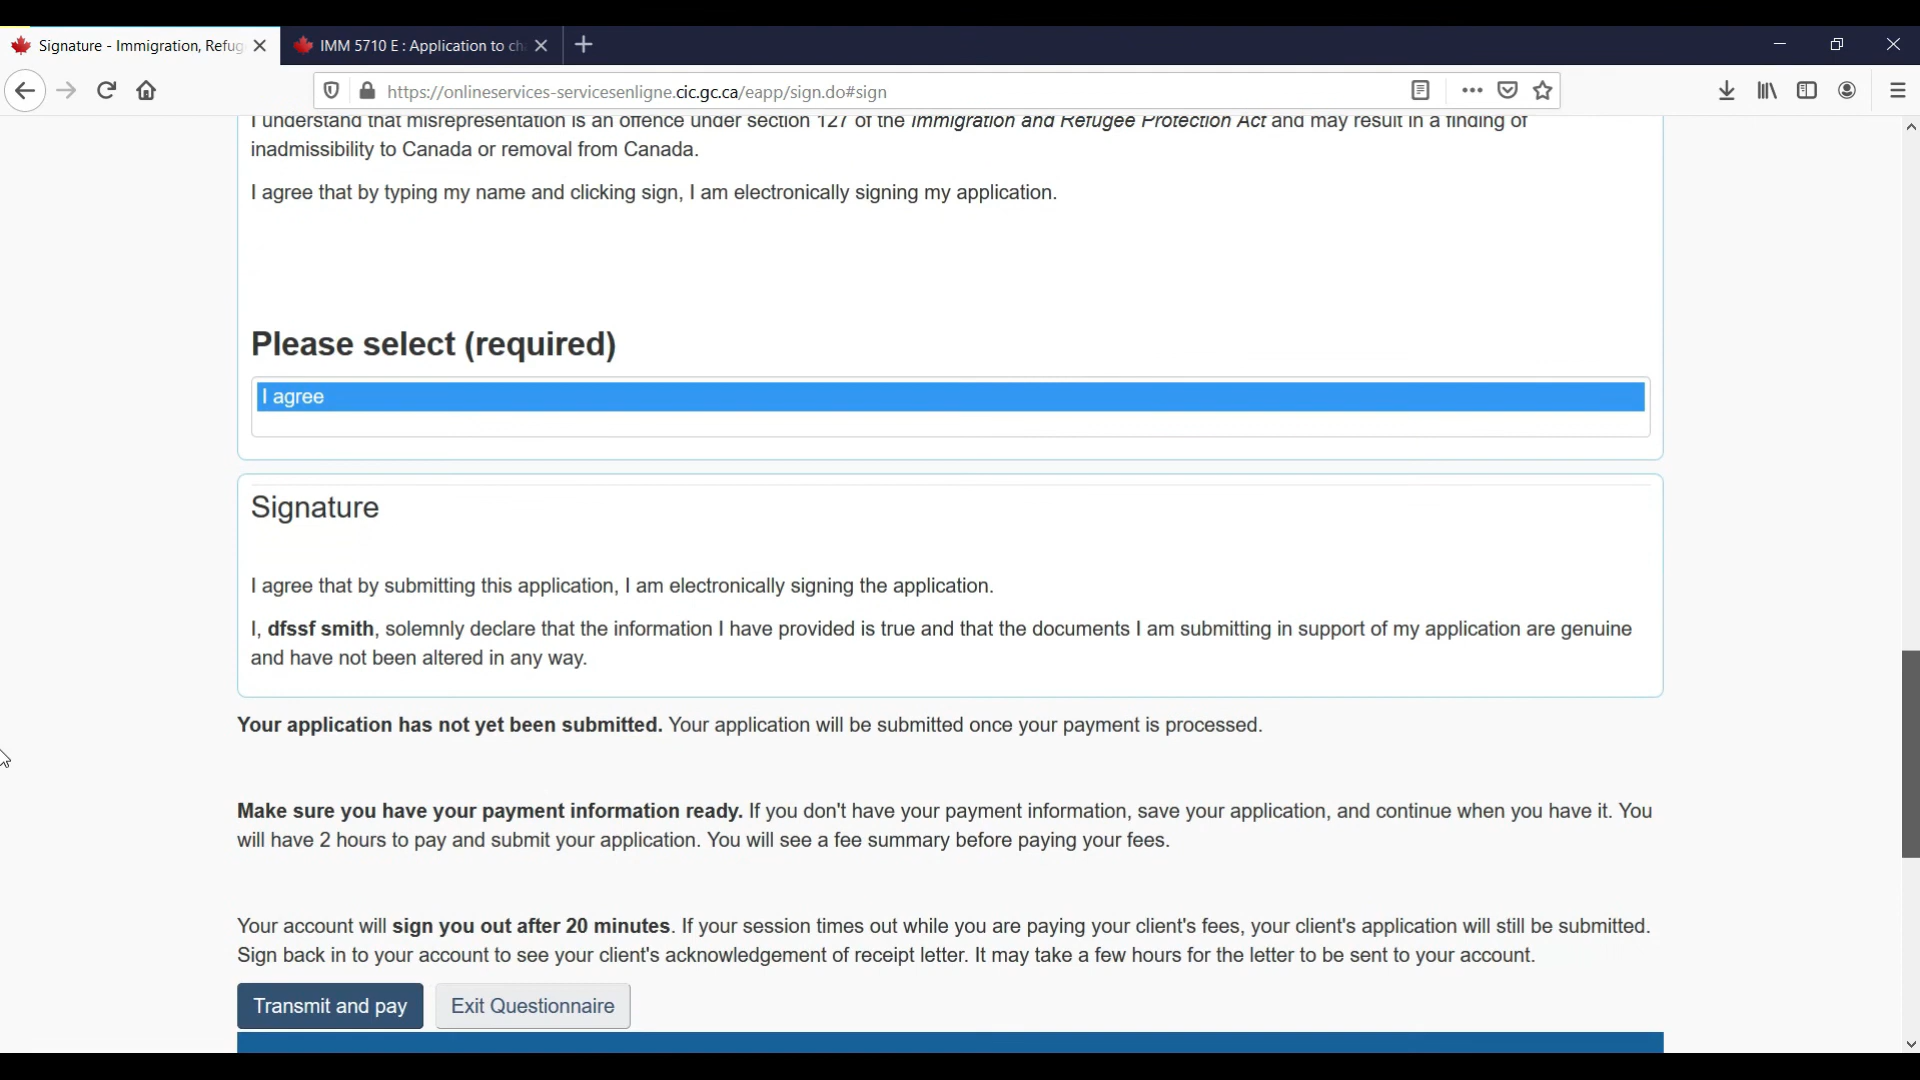 Signature - Immigration, Refug
IMM 5710 E : Application to ch
https://onlineservices-servicesenligne.cic.gc.ca/eapp/sign.do#sign
I understand that misrepresentation is an offence under section 127 of the Immigration and Refugee Protection Act and may result in a finding of
inadmissibility to Canada or removal from Canada.
I agree that by typing my name and clicking sign, I am electronically signing my application.
Please select (required)
I agree
Signature
I agree that by submitting this application, I am electronically signing the application.
I, dfssf smith, solemnly declare that the information I have provided is true and that the documents I am submitting in support of my application are genuine
and have not been altered in any way.
Your application has not yet been submitted. Your application will be submitted once your payment is processed.
Make sure you have your payment information ready. If you don't have your payment information, save your application, and continue when you have it. You
will have 2 hours to pay and submit your application. You will see a fee summary before paying your fees.
Your account will sign you out after 20 minutes. If your session times out while you are paying your client's fees, your client's application will still be submitted.
Sign back in to your account to see your client's acknowledgement of receipt letter. It may take a few hours for the letter to be sent to your account.
Transmit and pay
Exit Questionnaire